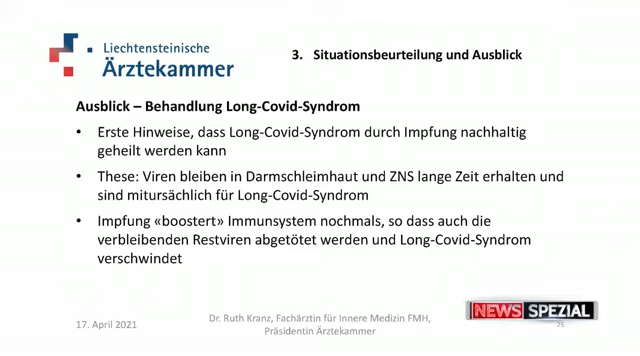 Liechtensteinische
Ärztekammer
3. Situationsbeurteilung und Ausblick
Ausblick – Behandlung Long-Covid-Syndrom
• Erste Hinweise, dass Long-Covid-Syndrom durch Impfung nachhaltig
geheilt werden kann
• These: Viren bleiben in Darmschleimhaut und ZNS lange Zeit erhalten und
sind mitursächlich für Long-Covid-Syndrom
• Impfung «boostert» Immunsystem nochmals, so dass auch die
verbleibenden Restviren abgetötet werden und Long-Covid-Syndrom
verschwindet
NEWS SPEZIAL
17. April 2021
Dr. Ruth Kranz, Fachärztin für Innere Medizin FMH,
Präsidentin Ärztekammer
25